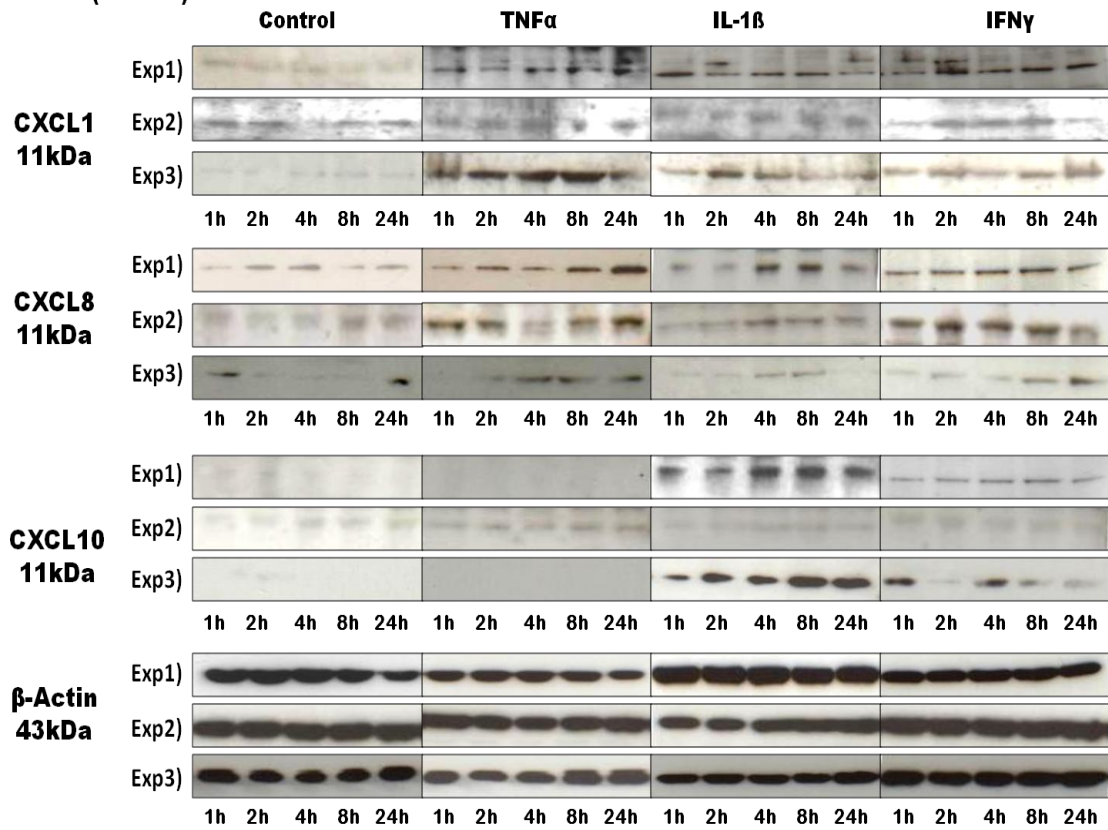 Control TNFα IL-1ß IFNγ
Exp1)
CXCL1
11kDa
Exp2)
Exp3)
1h 2h 4h 8h 24h 1h 2h 4h 8h 24h 1h 2h 4h 8h 24h 1h 2h 4h 8h 24h
Exp1)
CXCL8
11kDa
Exp2)
Exp3)
1h 2h 4h 8h 24h 1h 2h 4h 8h 24h 1h 2h 4h 8h 24h 1h 2h 4h 8h 24h
Exp1)
CXCL10
11kDa
Exp2)
Exp3)
1h 2h 4h 8h 24h 1h 2h 4h 8h 24h 1h 2h 4h 8h 24h 1h 2h 4h 8h 24h
Exp1)
β-Actin
43kDa
Exp2)
Exp3)
1h 2h 4h 8h 24h 1h 2h 4h 8h 24h 1h 2h 4h 8h 24h 1h 2h 4h 8h 24h